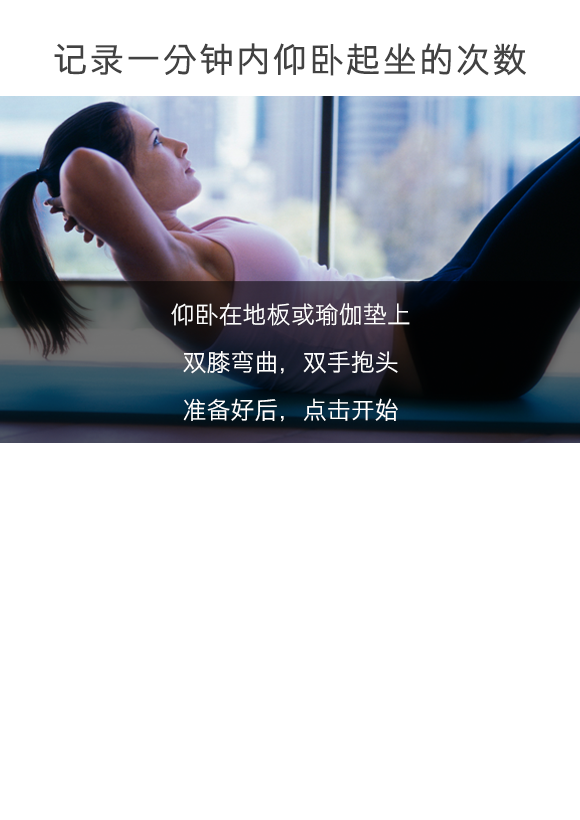 记录一分钟内仰卧起坐的次数
仰卧在地板或瑜伽垫上
双膝弯曲，双手抱头
准备好后，点击开始